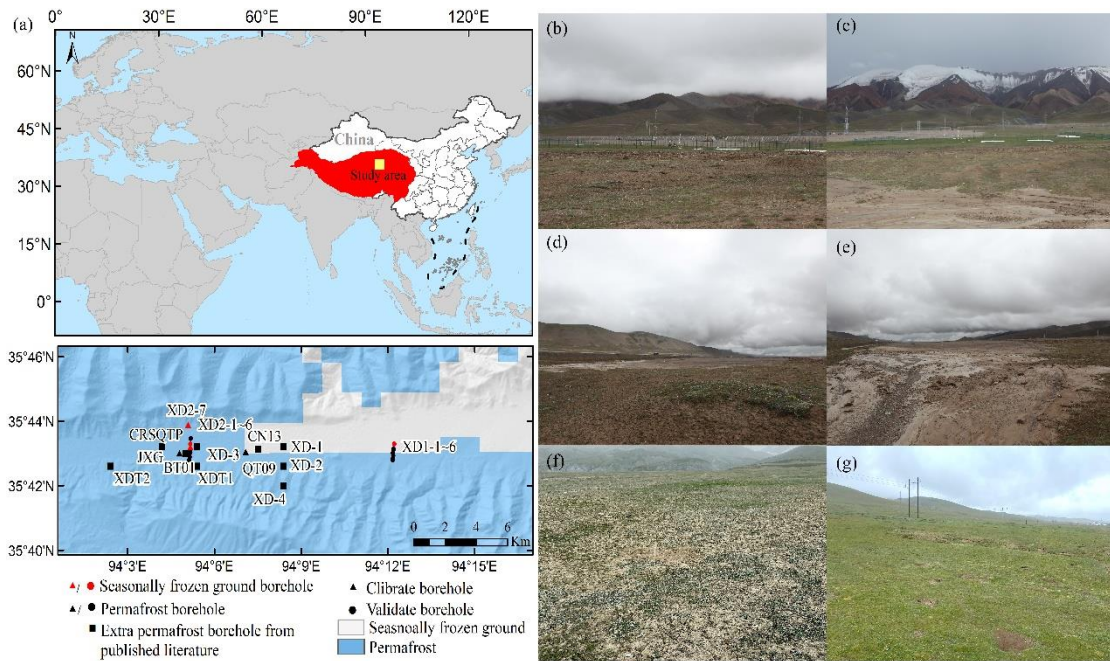 (a)
0° 30°E 60°E 90°E 120°E
N
60°N
45°N
30°N
15°N
0°
China
Study area
35°46'N
35°44'N
35°42'N
35°40'N
XD2-7
XD2-1~6
CRSQTP
CN13
XD-1
XD1-1~6
JXG
XD-3
BT01
QT09
XD-2
XDT2
XDT1
XD-4
0 2 4 6
Km
94°3'E 94°6'E 94°9'E 94°12'E 94°15'E
/ Seasonally frozen ground borehole
/ Permafrost borehole
Extra permafrost borehole from
published literature
Clibrate borehole
Validate borehole
Seasnoally frozen ground
Permafrost
(b)
(c)
(d)
(e)
(f)
(g)